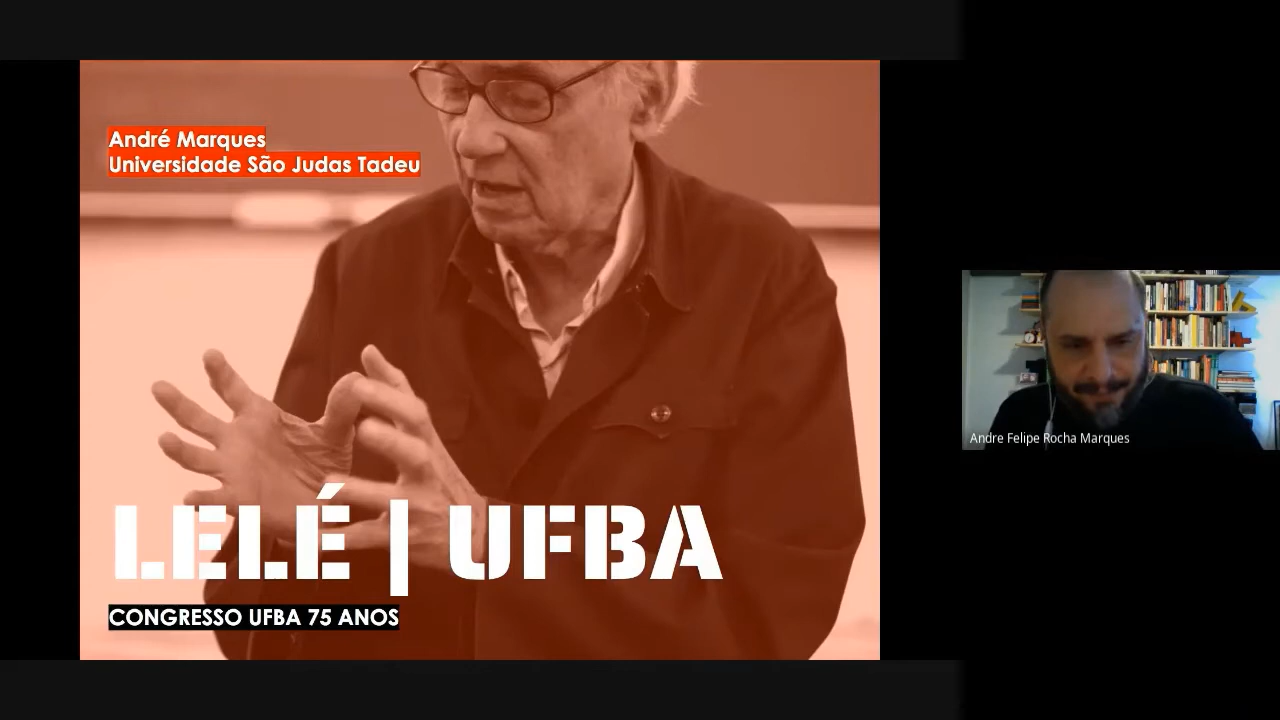 André Marques
Universidade São Judas Tadeu
LELÉ | UFBA
CONGRESSO UFBA 75 ANOS
Andre Felipe Rocha Marques